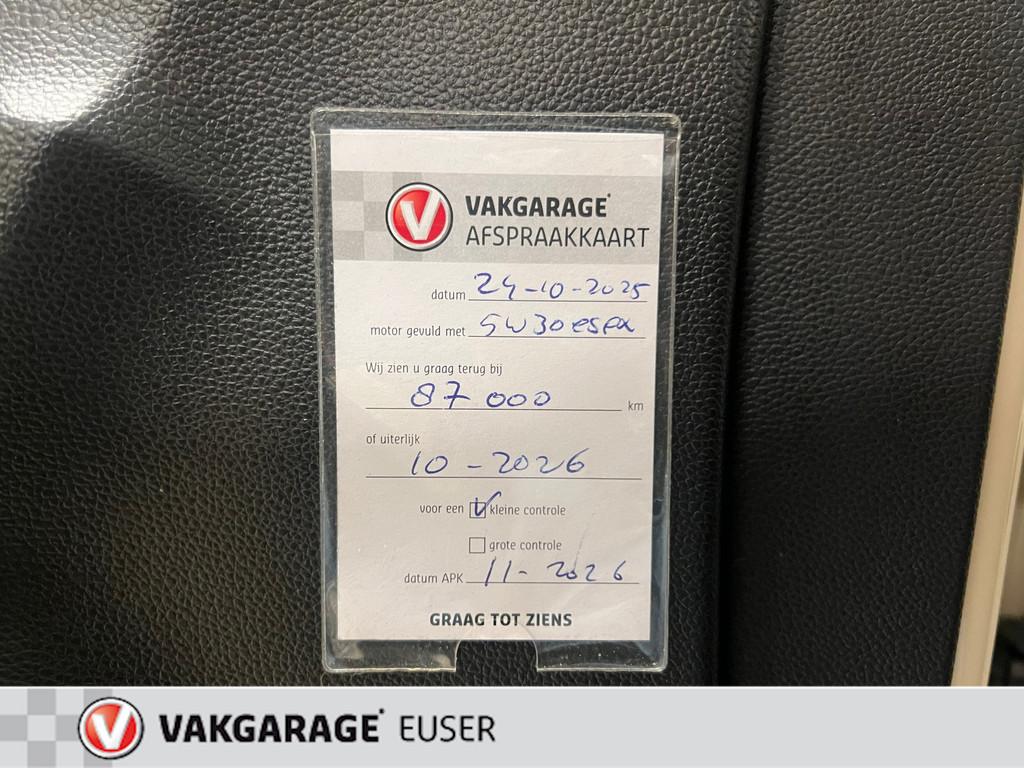 VAKGARAGE
AFSPRAAKKAART
datum 24-10-2025
motor gevuld met 5W30
Wij zien u graag terug bij
87 000 km
of uiterlijk
10 - 2026
voor een kleine controle
grote controle
datum APK 11- 2026
GRAAG TOT ZIENS
VAKGARAGE EUSER